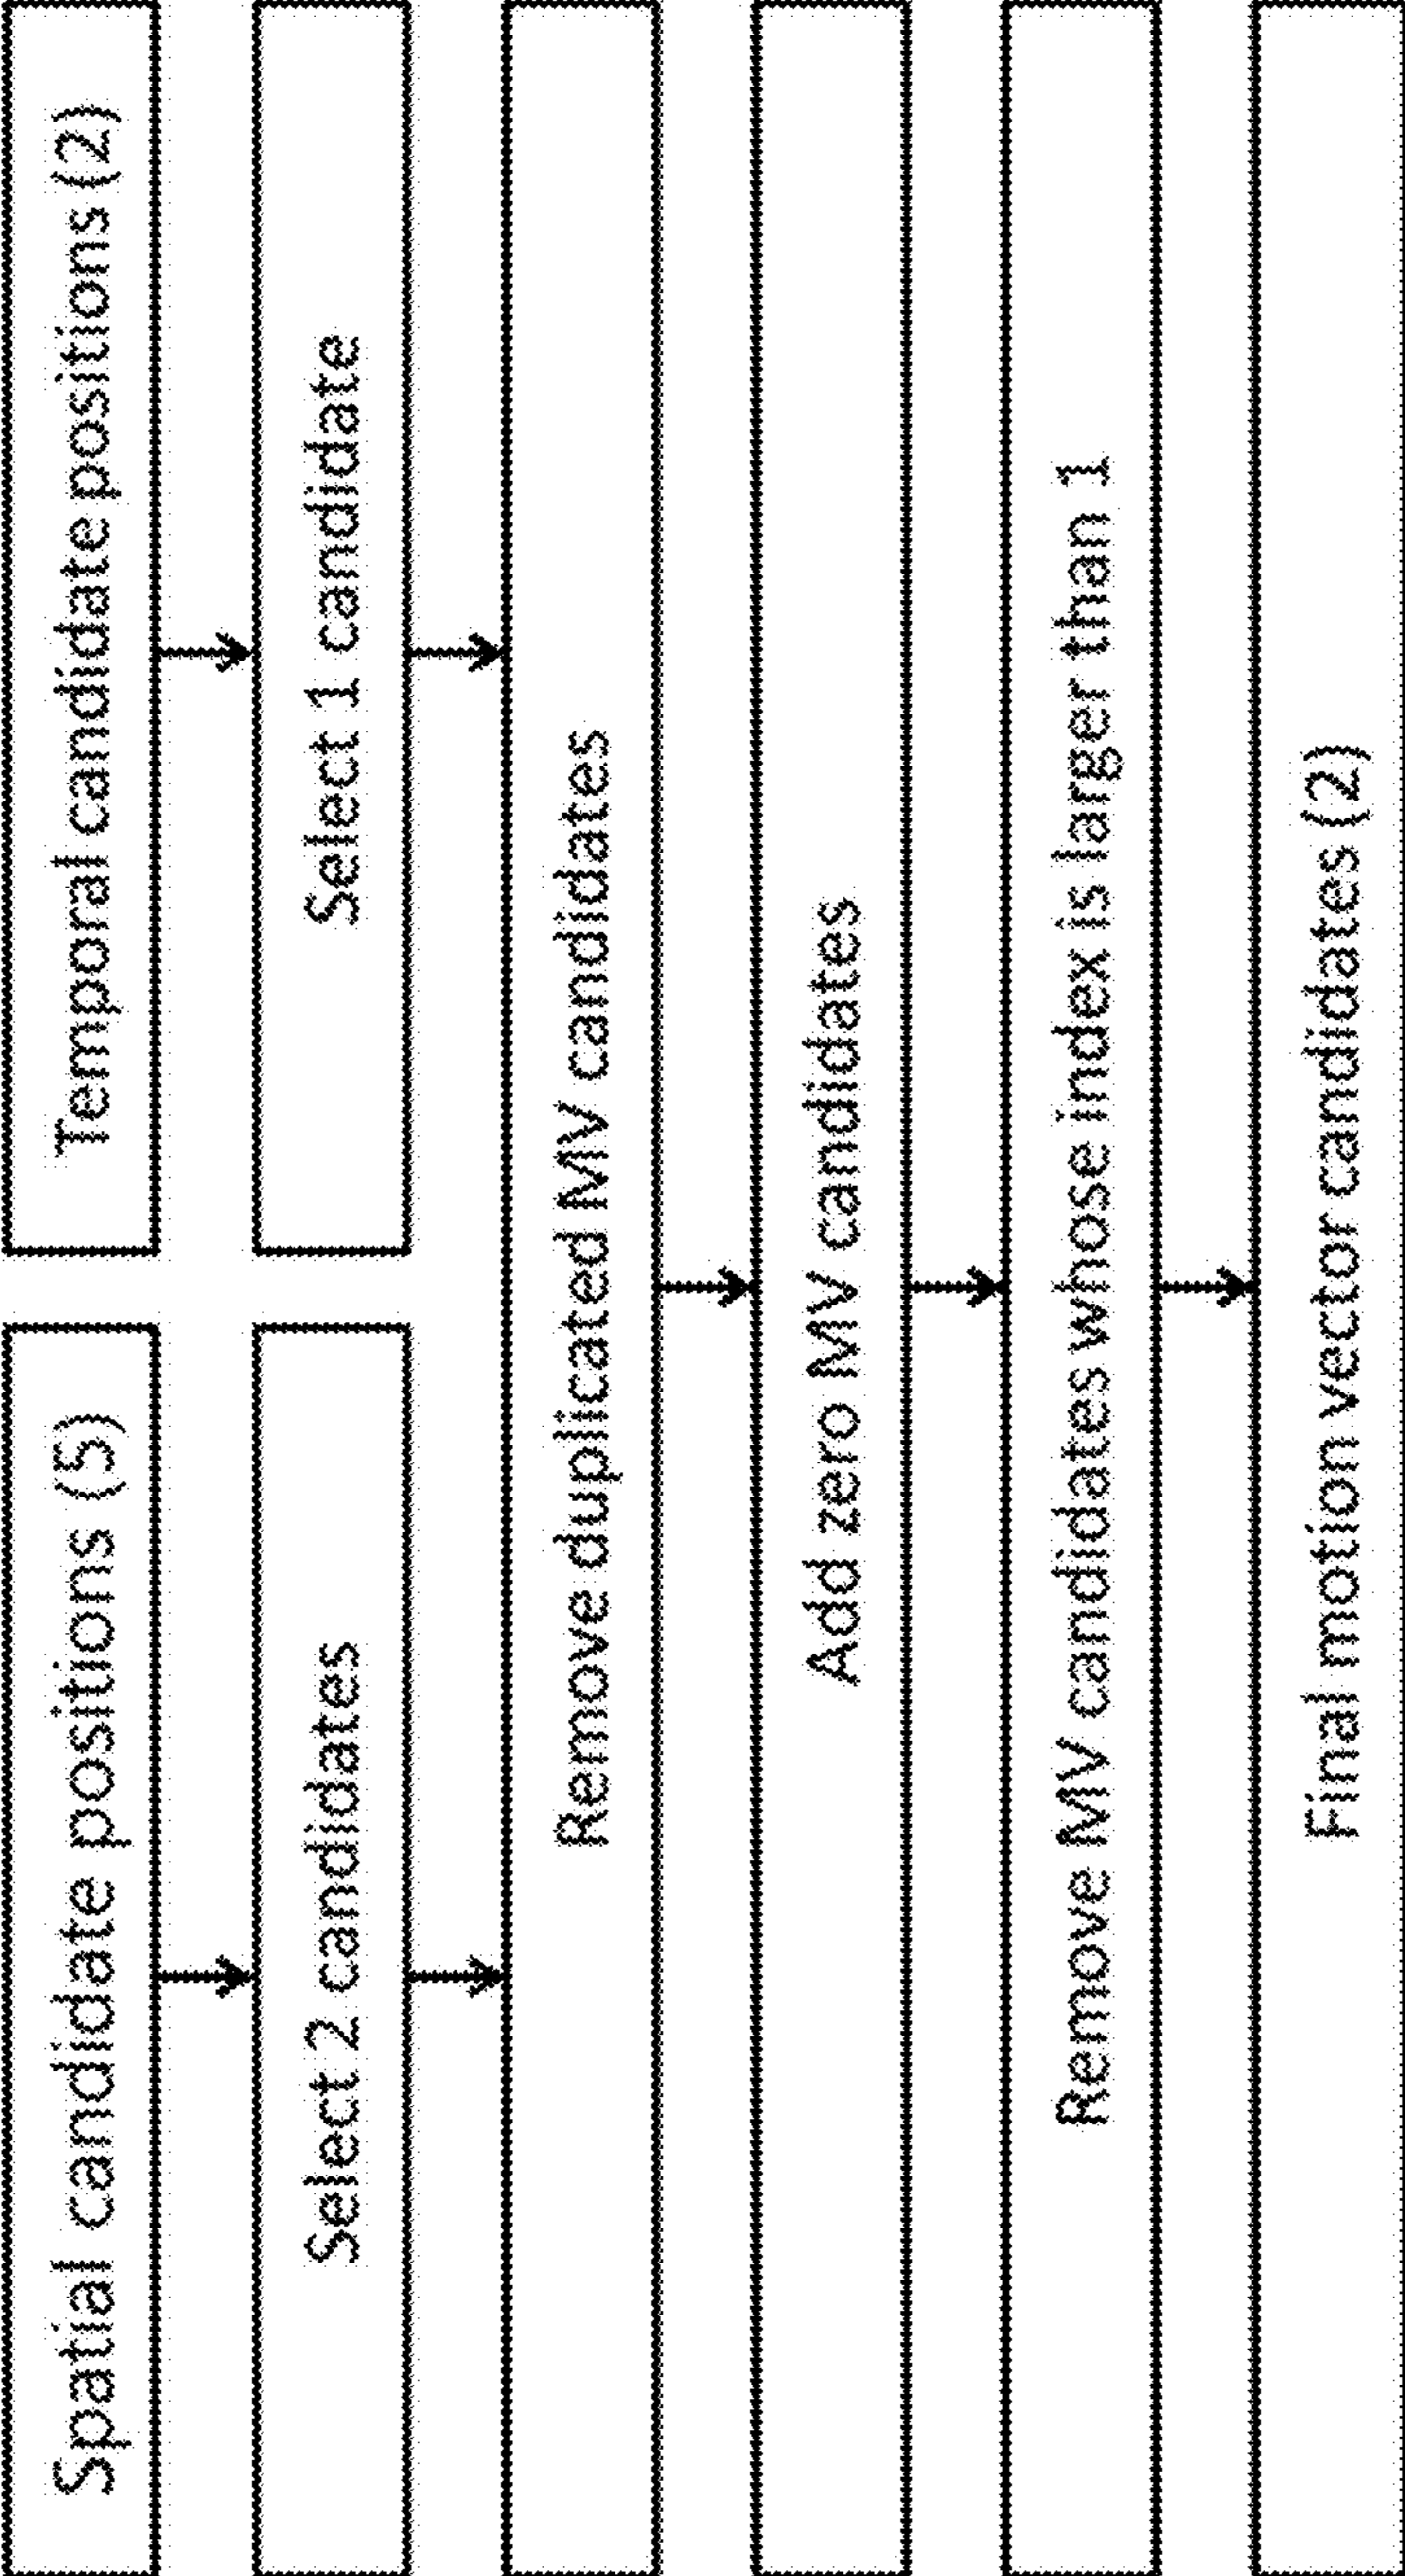 Spatial candidate positions (5)
Temporal candidate positions (2)
Select 2 candidates
Select 1 candidate
Remove duplicated MV candidates
Add zero MV candidates
Remove MV candidates whose index is larger than 1
Final motion vector candidates (2)